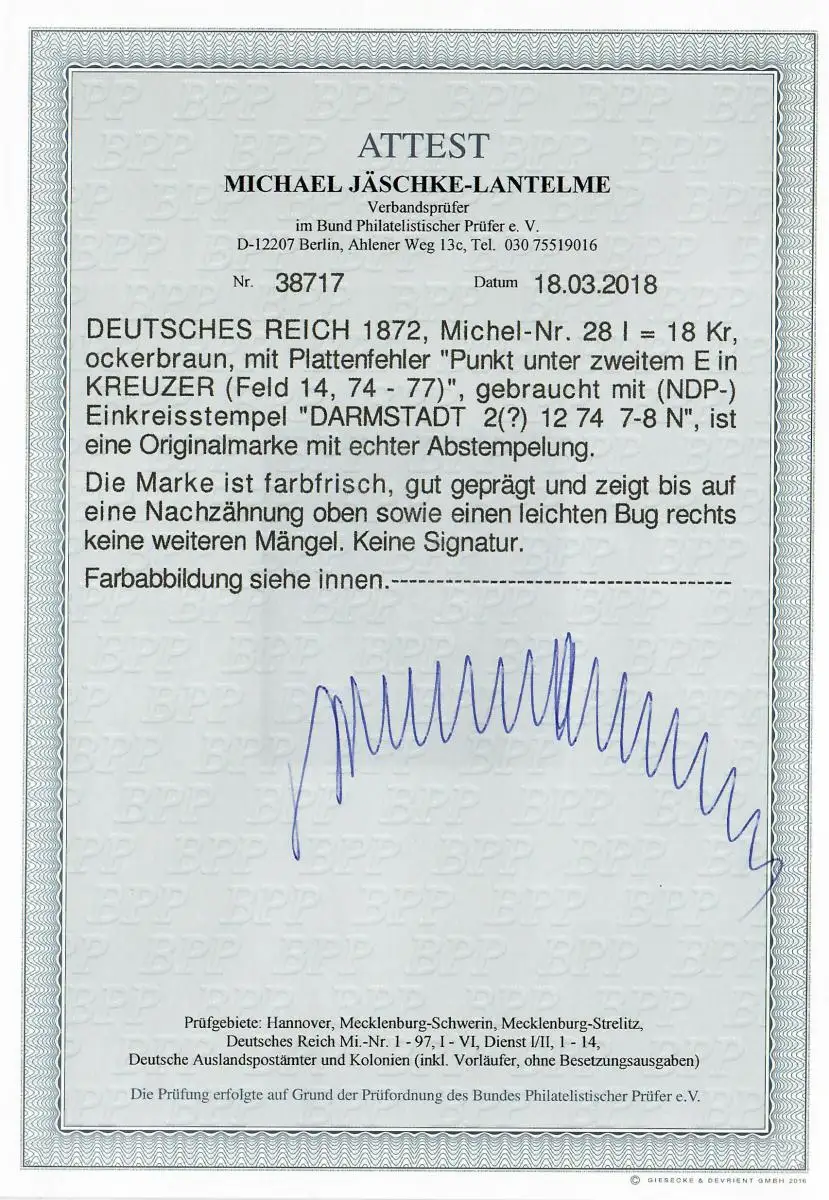 ATTEST
MICHAEL JÄSCHKE-LANTELME
Verbandsprüfer
im Bund Philatelistischer Prüfer e. V.
D-12207 Berlin, Ahlener Weg 13c, Tel. 030 75519016
Nr. 38717 Datum 18.03.2018
DEUTSCHES REICH 1872, Michel-Nr. 28 I = 18 Kr,
ockerbraun, mit Plattenfehler "Punkt unter zweitem E in
KREUZER (Feld 14, 74 - 77)", gebraucht mit (NDP-)
Einkreisstempel "DARMSTADT 2(?) 12 74 7-8 N", ist
eine Originalmarke mit echter Abstempelung.
Die Marke ist farbfrisch, gut geprägt und zeigt bis auf
eine Nachzähnung oben sowie einen leichten Bug rechts
keine weiteren Mängel. Keine Signatur.
Farbabbildung siehe innen.--------------------------------------
Prüfgebiete: Hannover, Mecklenburg-Schwerin, Mecklenburg-Strelitz,
Deutsches Reich Mi.-Nr. 1 - 97, I - VI, Dienst I/II, 1 - 14,
Deutsche Auslandspostämter und Kolonien (inkl. Vorläufer, ohne Besetzungsausgaben)
Die Prüfung erfolgte auf Grund der Prüfordnung des Bundes Philatelistischer Prüfer e.V.
© GIESECKE & DEVRIENT GMBH 2016